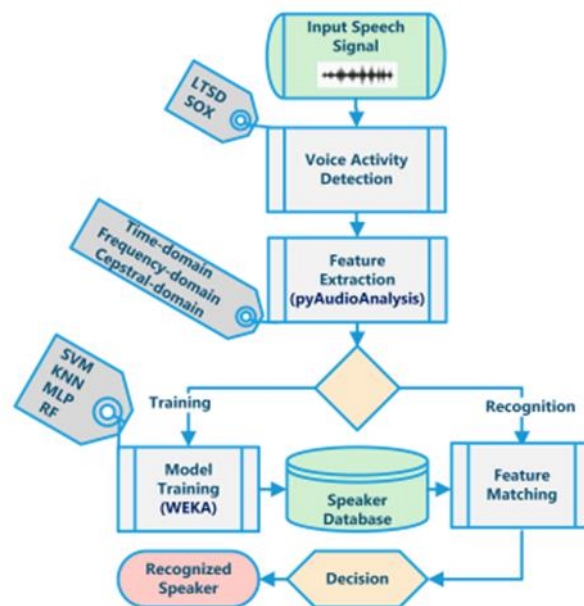 Input Speech
Signal
LTSD
SOX
Voice Activity
Detection
Time-domain
Frequency-domain
Cepstral-domain
Feature
Extraction
(pyAudioAnalysis)
SVM
KNN
MLP
RF
Training
Recognition
Model
Training
(WEKA)
Speaker
Database
Feature
Matching
Recognized
Speaker
Decision